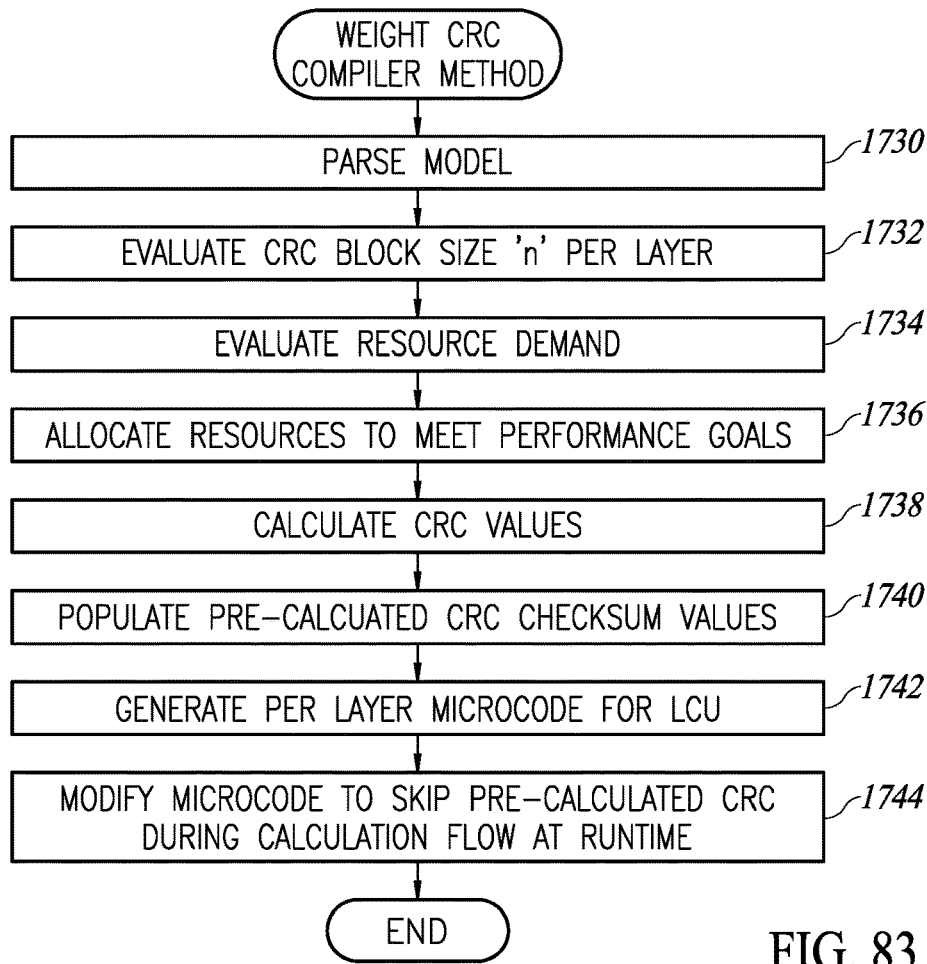 WEIGHT CRC
COMPILER METHOD
PARSE MODEL
1730
EVALUATE CRC BLOCK SIZE 'n' PER LAYER
1732
EVALUATE RESOURCE DEMAND
1734
ALLOCATE RESOURCES TO MEET PERFORMANCE GOALS
1736
CALCULATE CRC VALUES
1738
POPULATE PRE-CALCUATED CRC CHECKSUM VALUES
1740
GENERATE PER LAYER MICROCODE FOR LCU
1742
MODIFY MICROCODE TO SKIP PRE-CALCULATED CRC
DURING CALCULATION FLOW AT RUNTIME
1744
END
FIG. 83